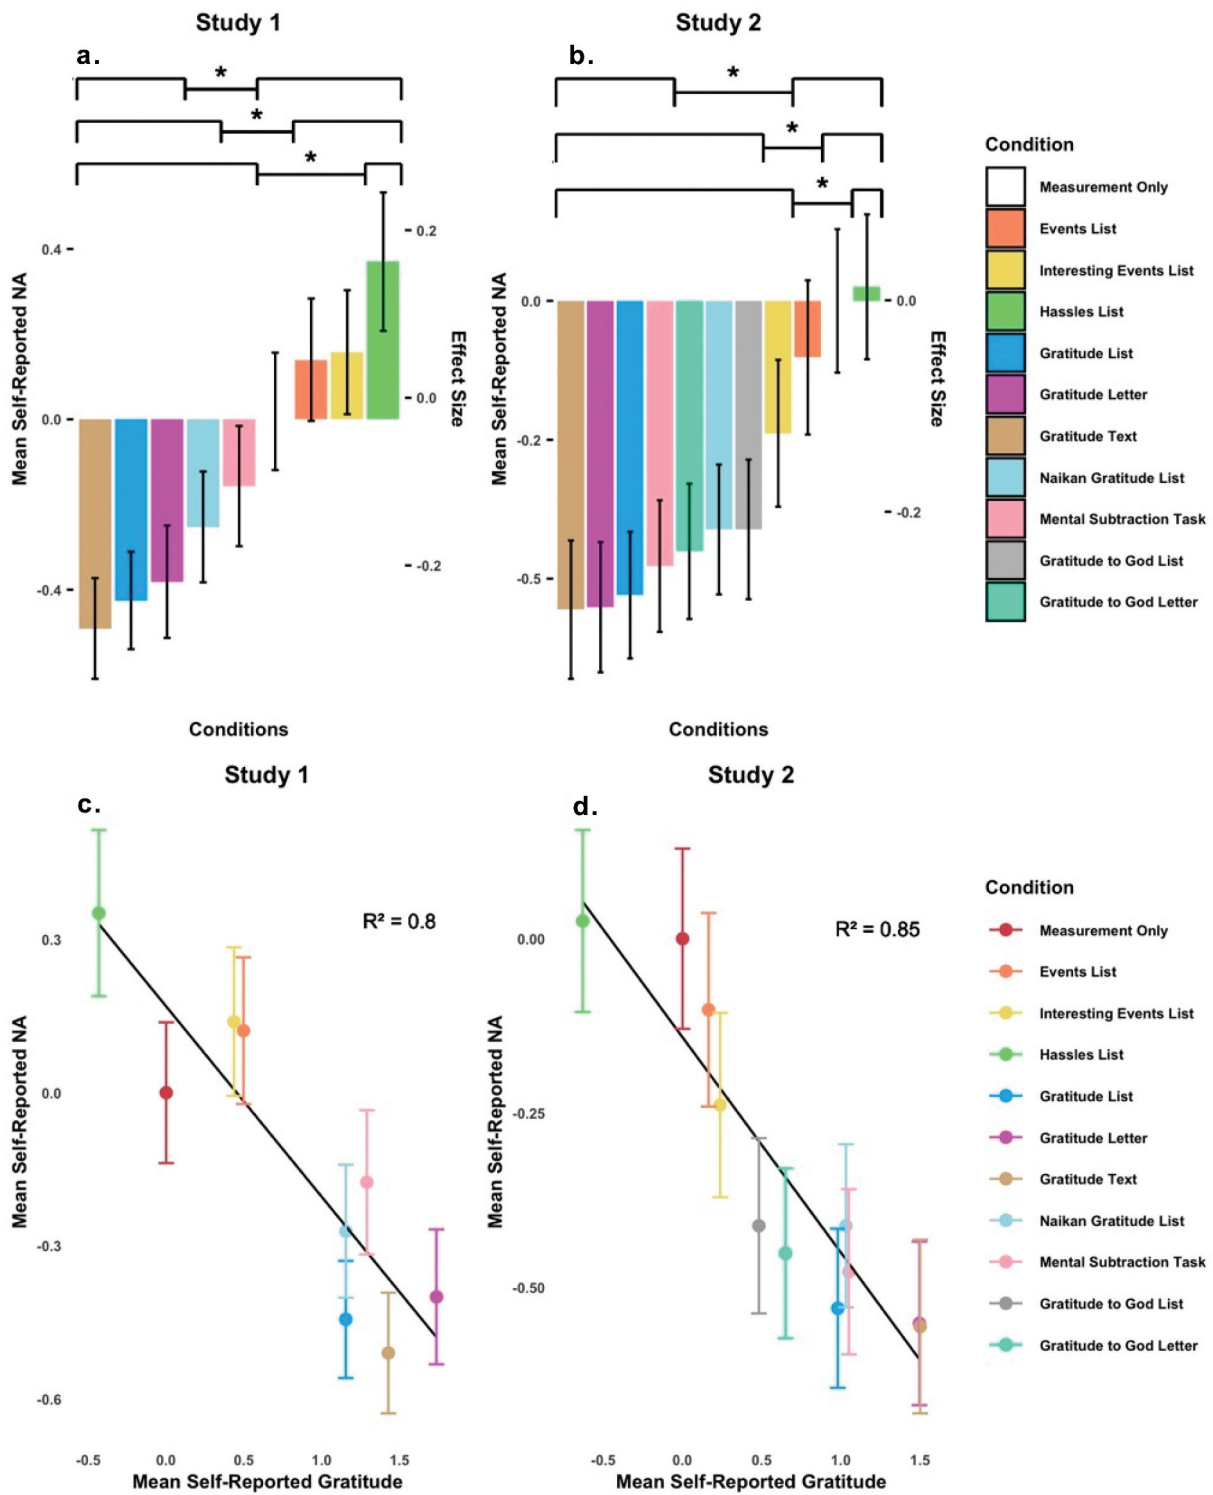 Study 1
Study 2
a.
b.
*
*
*
*
*
*
Mean Self-Reported NA
0.4
0.0
-0.4
0.2
0.0
-0.2
Effect Size
Mean Self-Reported NA
0.0
-0.2
-0.5
0.0
-0.2
Effect Size
Conditions
Conditions
Condition
Measurement Only
Events List
Interesting Events List
Hassles List
Gratitude List
Gratitude Letter
Gratitude Text
Naikan Gratitude List
Mental Subtraction Task
Gratitude to God List
Gratitude to God Letter
Study 1
Study 2
c.
d.
R² = 0.8
R² = 0.85
Mean Self-Reported NA
0.3
0.0
-0.3
-0.6
-0.5 0.0 0.5 1.0 1.5
Mean Self-Reported Gratitude
Mean Self-Reported NA
0.00
-0.25
-0.50
-0.5 0.0 0.5 1.0 1.5
Mean Self-Reported Gratitude
Condition
Measurement Only
Events List
Interesting Events List
Hassles List
Gratitude List
Gratitude Letter
Gratitude Text
Naikan Gratitude List
Mental Subtraction Task
Gratitude to God List
Gratitude to God Letter